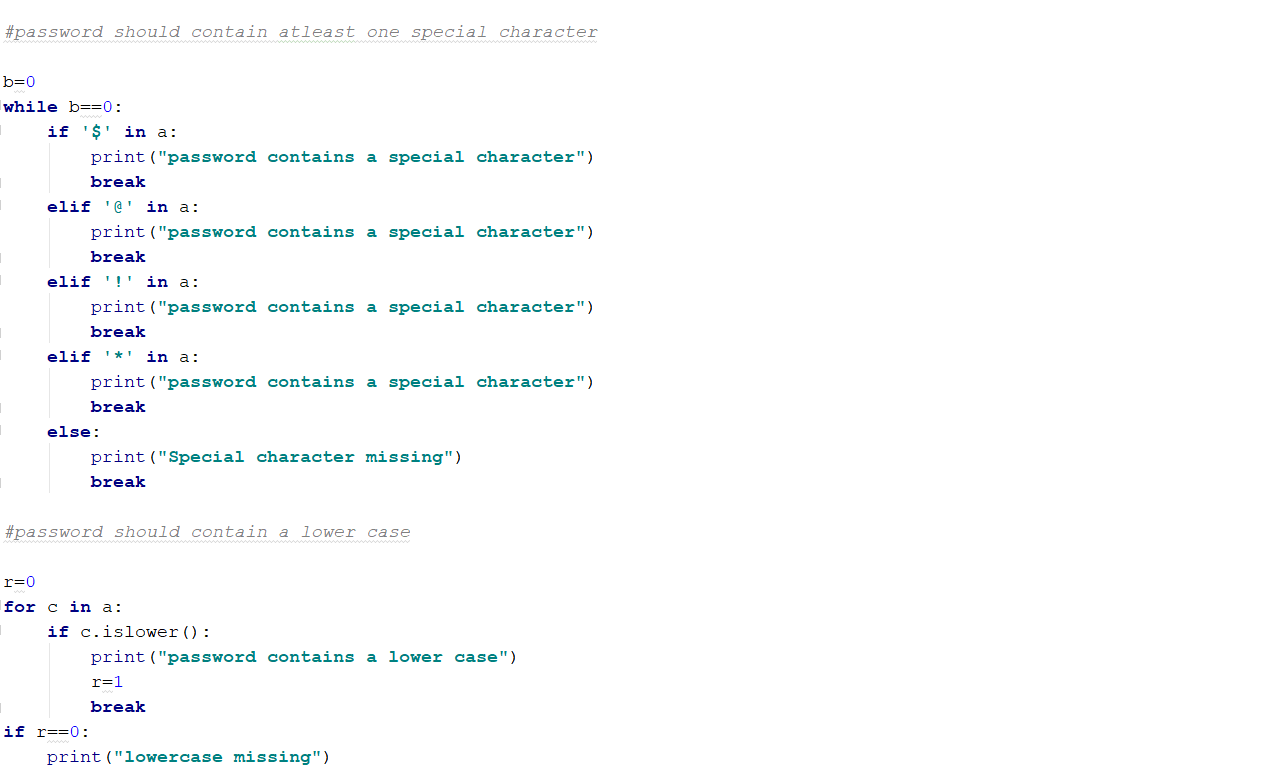 #password should contain atleast one special character
b=0
while b==0:
    if '$' in a:
        print("password contains a special character")
        break
    elif '@' in a:
        print("password contains a special character")
        break
    elif '!' in a:
        print("password contains a special character")
        break
    elif '*' in a:
        print("password contains a special character")
        break
    else:
        print("Special character missing")
        break
#password should contain a lower case
r=0
for c in a:
    if c.islower():
        print("password contains a lower case")
        r=1
        break
if r==0:
    print("lowercase missing")